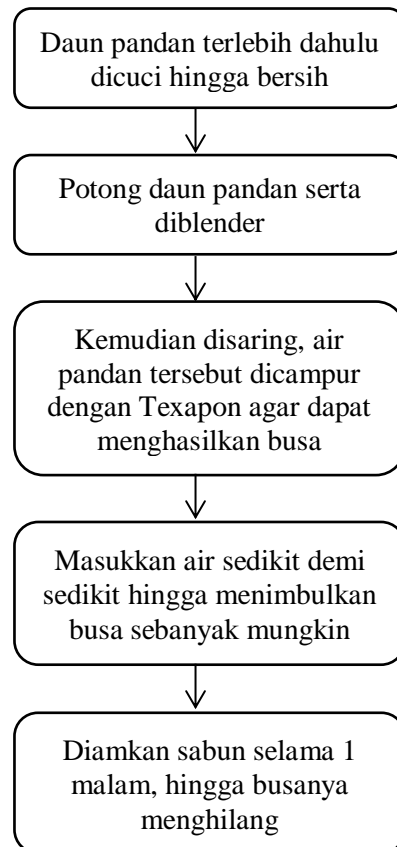 Daun pandan terlebih dahulu
dicuci hingga bersih
Potong daun pandan serta
diblender
Kemudian disaring, air
pandan tersebut dicampur
dengan Texapon agar dapat
menghasilkan busa
Masukkan air sedikit demi
sedikit hingga menimbulkan
busa sebanyak mungkin
Diamkan sabun selama 1
malam, hingga busanya
menghilang